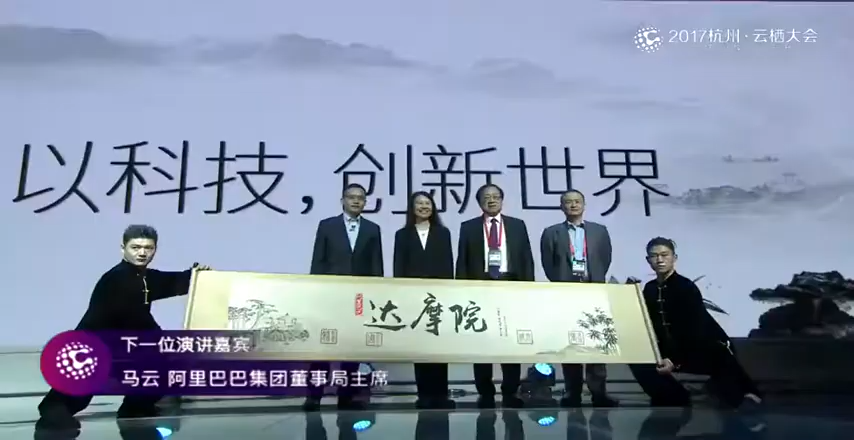 2017杭州·云栖大会
以科技,创新世界
达摩院
下一位演讲嘉宾
马云 阿里巴巴集团董事局主席